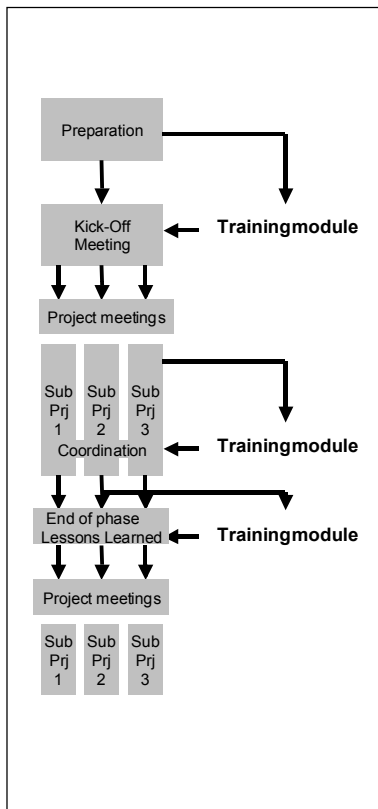 Preparation
Kick-Off
Meeting
Trainingmodule
Project meetings
Sub
Prj
1
Sub
Prj
2
Sub
Prj
3
Coordination
Trainingmodule
End of phase
Lessons Learned
Trainingmodule
Project meetings
Sub
Prj
1
Sub
Prj
2
Sub
Prj
3